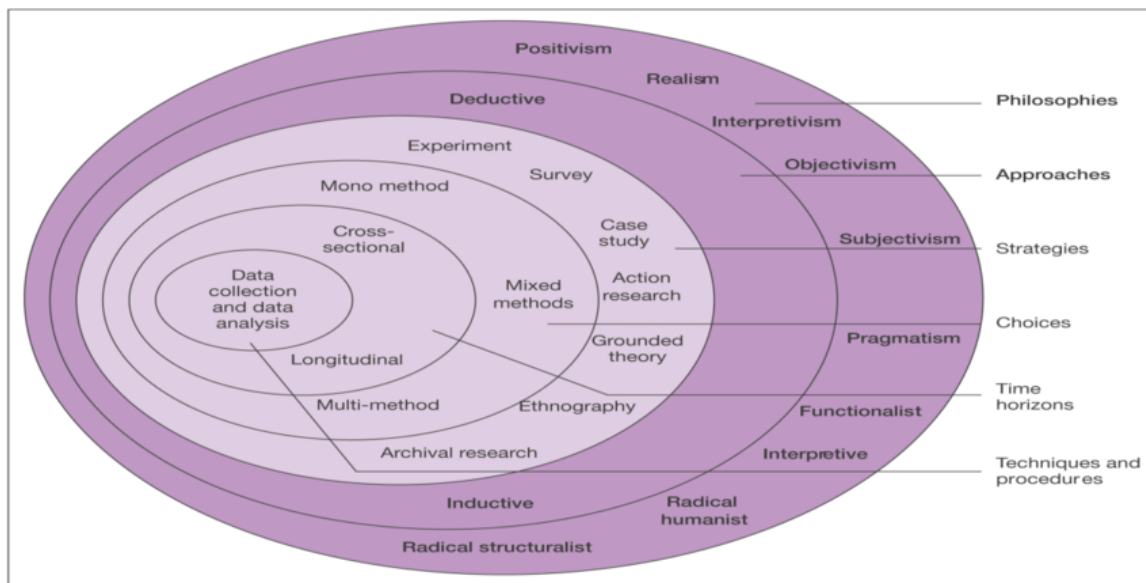 Positivism
Realism
Philosophies
Deductive
Interpretivism
Experiment
Objectivism
Survey
Approaches
Mono method
Case
study
Cross-
sectional
Subjectivism
Strategies
Data
collection
and data
analysis
Mixed
methods
Action
research
Choices
Grounded
theory
Pragmatism
Longitudinal
Time
horizons
Multi-method
Ethnography
Functionalist
Archival research
Interpretive
Techniques and
procedures
Inductive
Radical
humanist
Radical structuralist